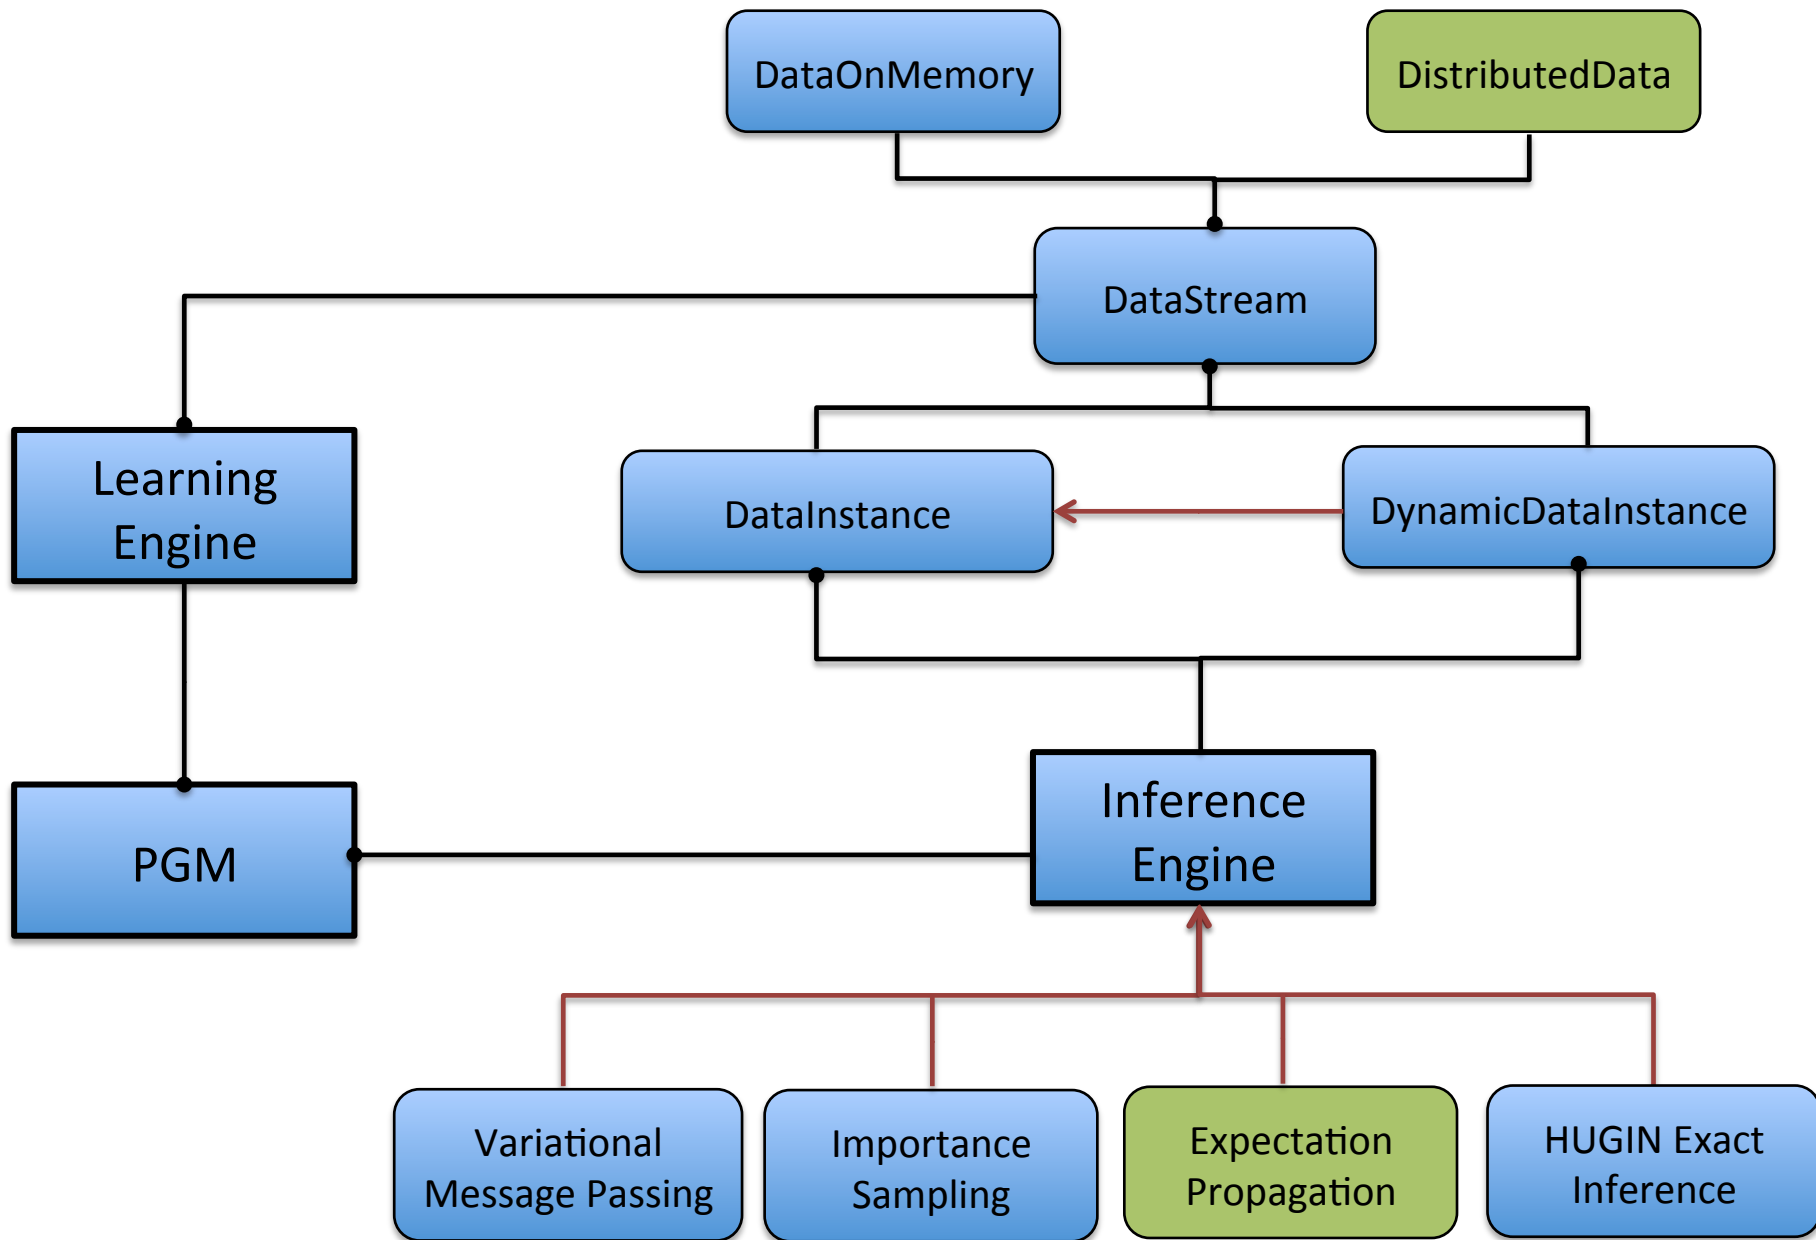 DataOnMemory
DistributedData
DataStream
Learning
Engine
DataInstance
DynamicDataInstance
PGM
Inference
Engine
Variational
Message Passing
Importance
Sampling
Expectation
Propagation
HUGIN Exact
Inference